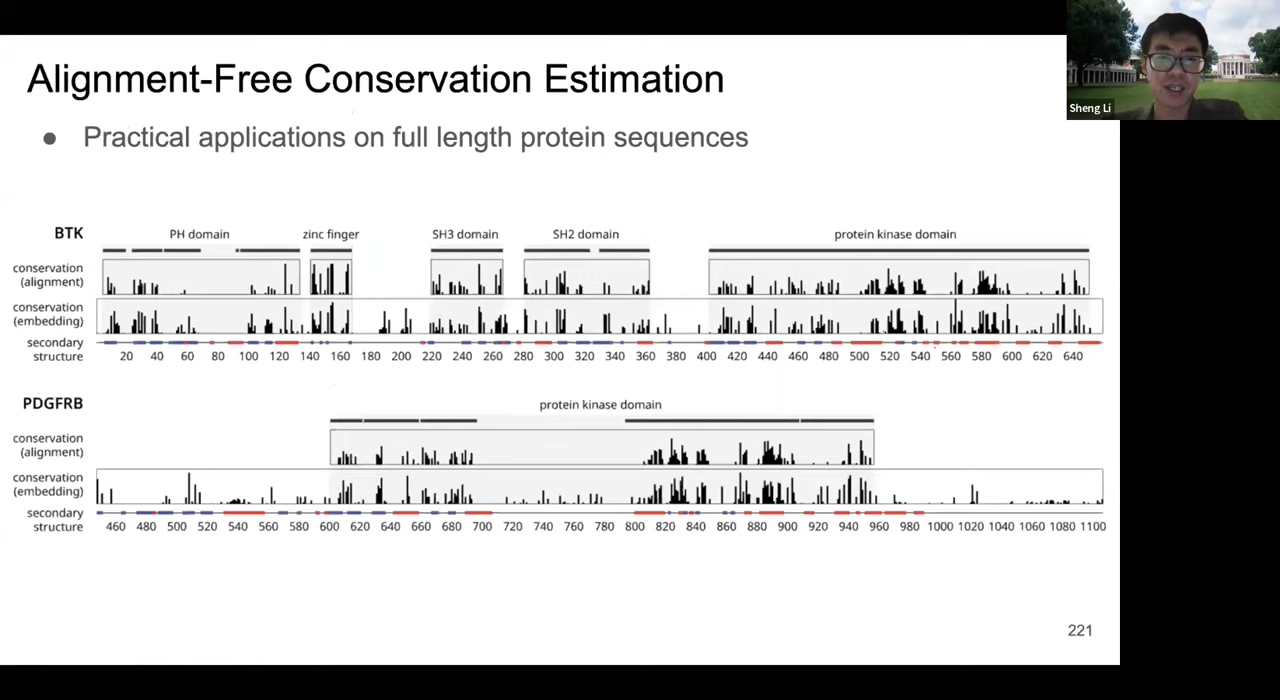 Alignment-Free Conservation Estimation
Sheng Li
● Practical applications on full length protein sequences
BTK
PH domain zinc finger SH3 domain SH2 domain protein kinase domain
conservation
(alignment)
conservation
(embedding)
secondary
structure
20 40 60 80 100 120 140 160 180 200 220 240 260 280 300 320 340 360 380 400 420 440 460 480 500 520 540 560 580 600 620 640
PDGFRB
protein kinase domain
conservation
(alignment)
conservation
(embedding)
secondary
structure
460 480 500 520 540 560 580 600 620 640 660 680 700 720 740 760 780 800 820 840 860 880 900 920 940 960 980 1000 1020 1040 1060 1080 1100
221